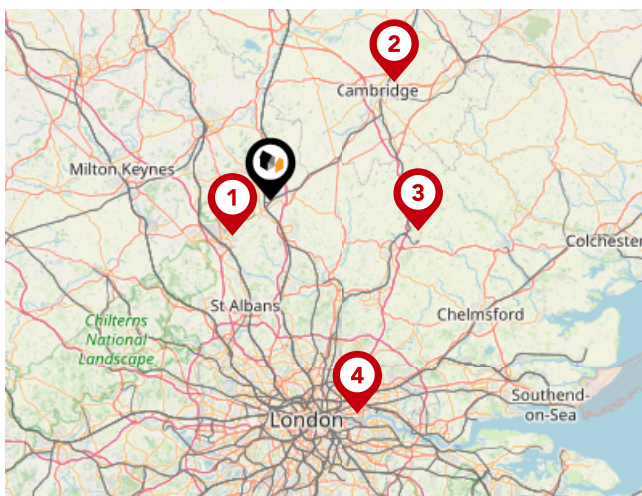 2
Cambridge
Milton Keynes
1
3
Colchester
St Albans
Chilterns
National
Landscape
Chelmsford
4
Southend-
on-Sea
London